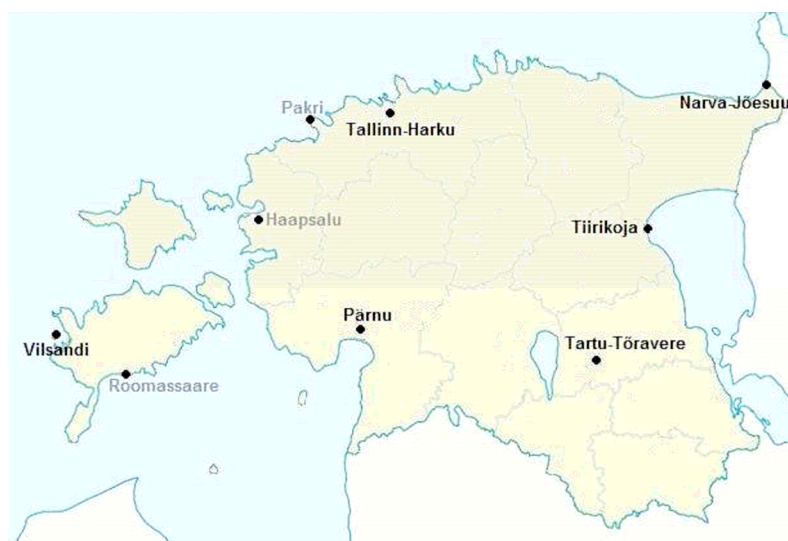 Narva-Jõesuu
Pakri
Tallinn-Harku
Haapsalu
Tiirikoja
Pärnu
Tartu-Tõravere
Vilsandi
Roomassaare